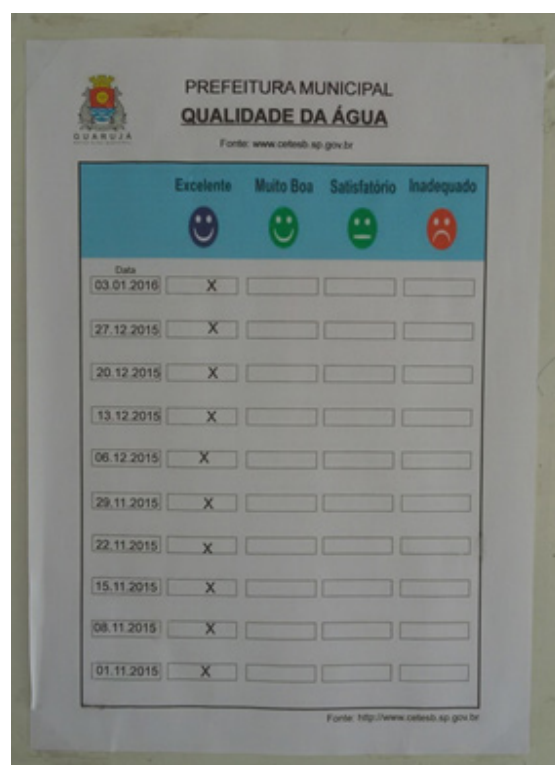 PREFEITURA MUNICIPAL
QUALIDADE DA ÁGUA
GUARUJÁ
Fonte: www.cetesb.sp.gov.br
Excelente Muito Boa Satisfatório Inadequado
Data
03.01.2016 X
27.12.2015 X
20.12.2015 X
13.12.2015 X
06.12.2015 X
29.11.2015 X
22.11.2015 X
15.11.2015 X
08.11.2015 X
01.11.2015 X
Fonte: http://www.cetesb.sp.gov.br